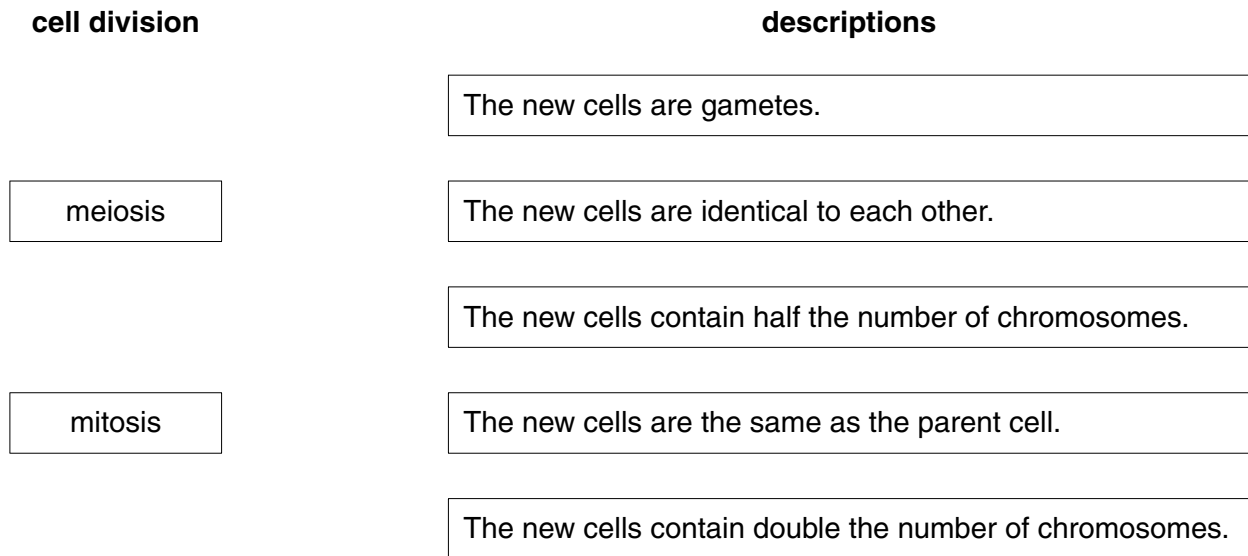 cell division descriptions
The new cells are gametes.
meiosis The new cells are identical to each other.
The new cells contain half the number of chromosomes.
mitosis The new cells are the same as the parent cell.
The new cells contain double the number of chromosomes.